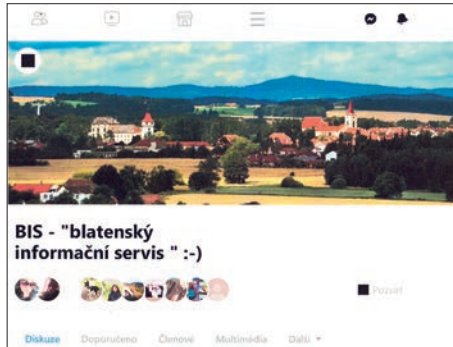 BIS - "blatenský
informační servis " :-)
Pozvat
Diskuze Doporučeno Členové Multimédia Další